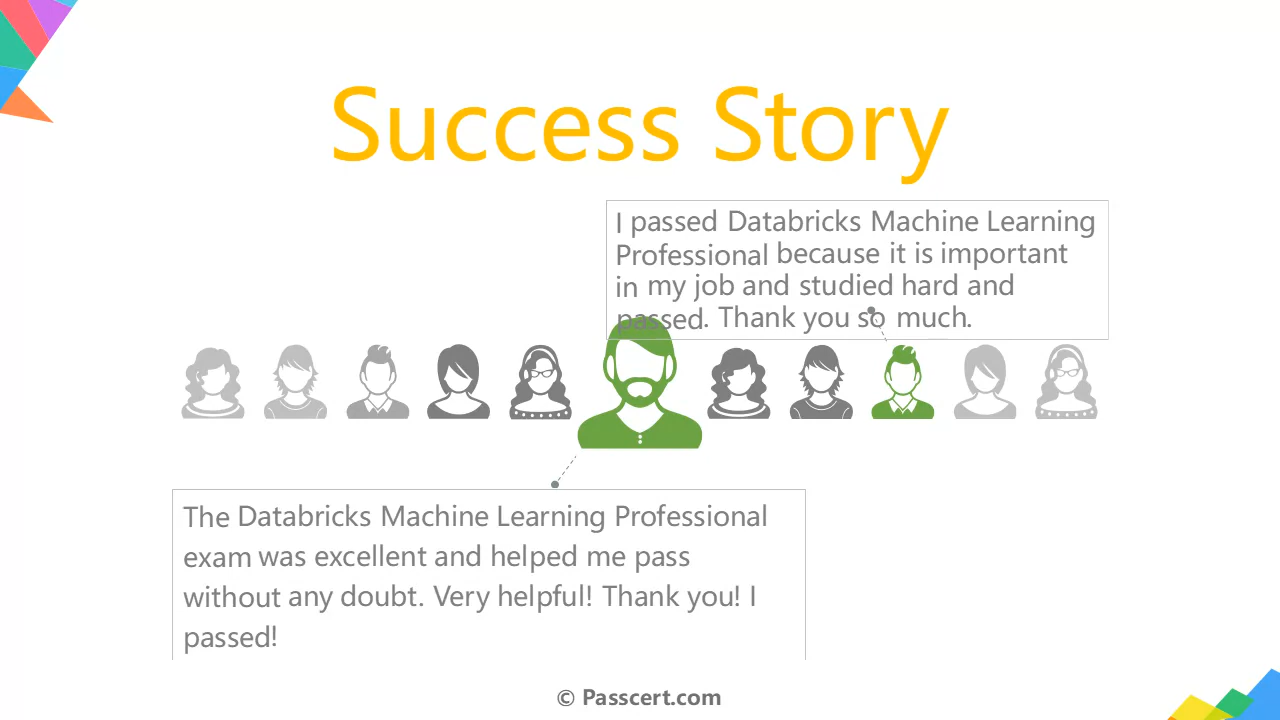 Success Story
I passed Databricks Machine Learning
Professional because it is important
in my job and studied hard and
passed. Thank you so much.
The Databricks Machine Learning Professional
exam was excellent and helped me pass
without any doubt. Very helpful! Thank you! I
passed!
© Passcert.com